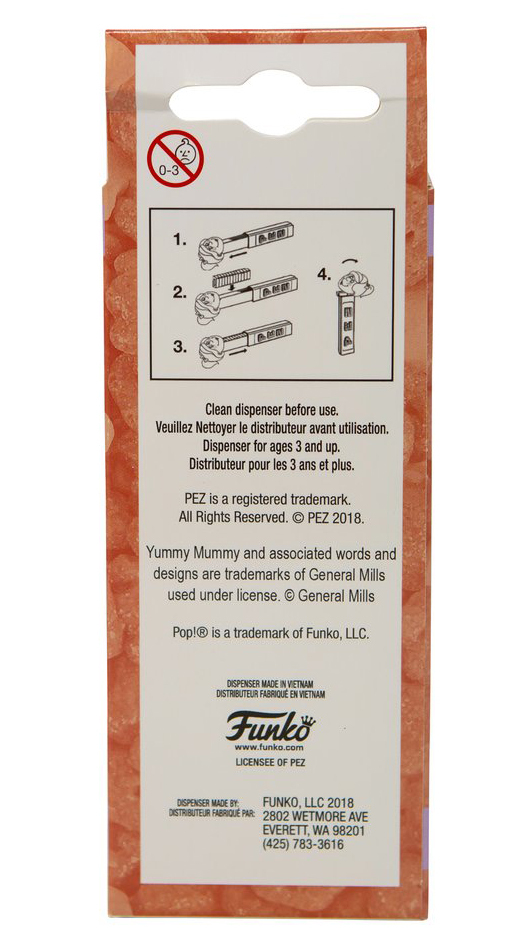 0-3
1.
2.
3.
4.
Clean dispenser before use.
Veuillez Nettoyer le distributeur avant utilisation.
Dispenser for ages 3 and up.
Distributeur pour les 3 ans et plus.
PEZ is a registered trademark.
All Rights Reserved. © PEZ 2018.
Yummy Mummy and associated words and
designs are trademarks of General Mills
used under license. © General Mills
Pop!® is a trademark of Funko, LLC.
DISPENSER MADE IN VIETNAM
DISTRIBUTEUR FABRIQUÉ EN VIETNAM
Funko
www.funko.com
LICENSEE OF PEZ
DISPENSER MADE BY:
DISTRIBUTEUR FABRIQUÉ PAR:
FUNKO, LLC 2018
2802 WETMORE AVE
EVERETT, WA 98201
(425) 783-3616